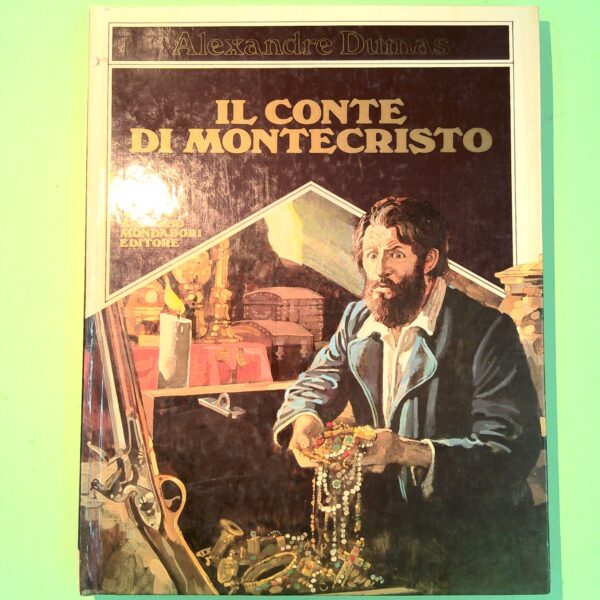 Alexandre Dumas
IL CONTE
DI MONTECRISTO
MONDADORI
EDITORE